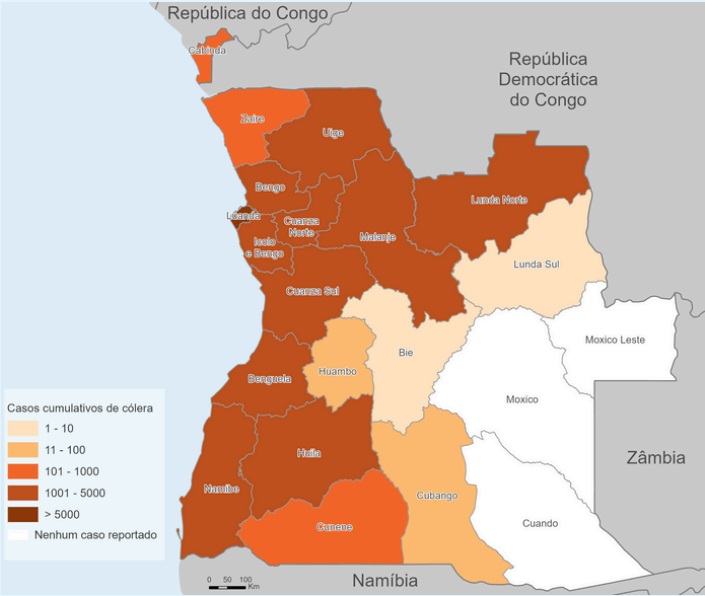 República do Congo
Cabinda
República
Democrática
do Congo
Zaire
Uige
Bengo
Lunda Norte
Luanda
Cuanza
Norte
Malanje
Icolo
e Bengo
Lunda Sul
Cuanza Sul
Moxico Leste
Bie
Huambo
Benguela
Moxico
Casos cumulativos de cólera
1 - 10
11 - 100
101 - 1000
1001 - 5000
> 5000
Nenhum caso reportado
Huila
Zâmbia
Namibe
Cubango
Cunene
Cuando
0 50 100
Km
Namíbia